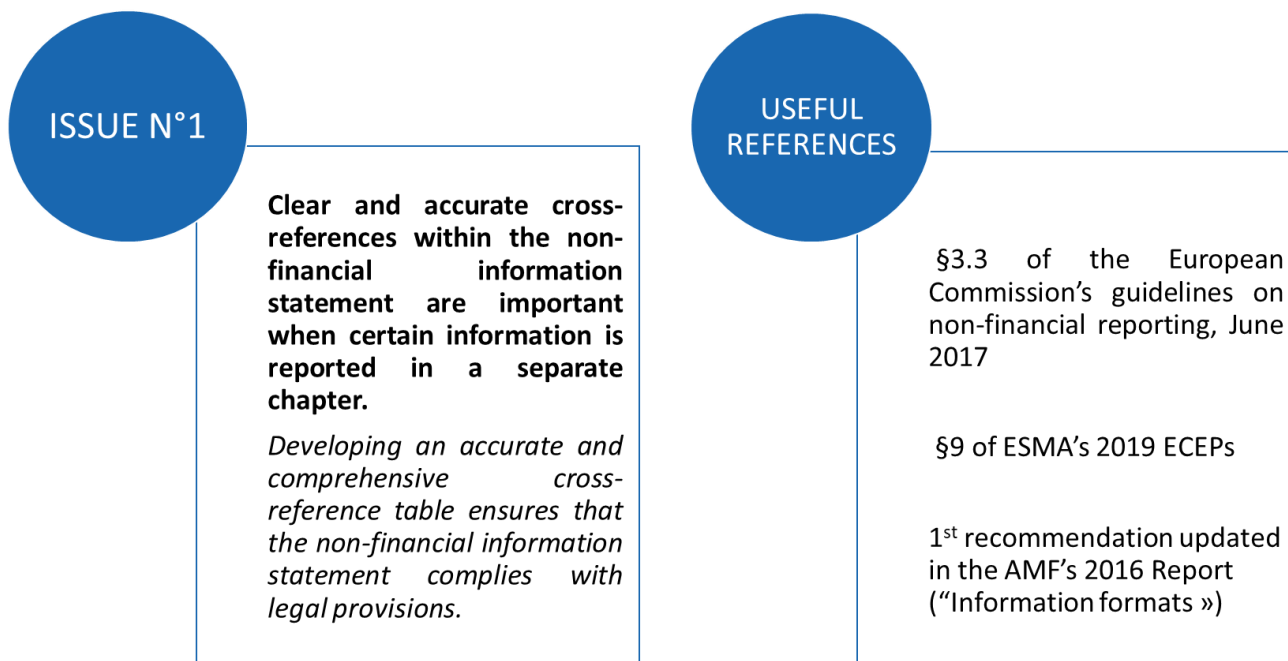 ISSUE N°1
Clear and accurate cross-
references within the non-
financial information
statement are important
when certain information is
reported in a separate
chapter.
Developing an accurate and
comprehensive cross-
reference table ensures that
the non-financial information
statement complies with
legal provisions.
USEFUL
REFERENCES
§3.3 of the European
Commission’s guidelines on
non-financial reporting, June
2017
§9 of ESMA’s 2019 ECEPs
1st recommendation updated
in the AMF’s 2016 Report
(“Information formats »)